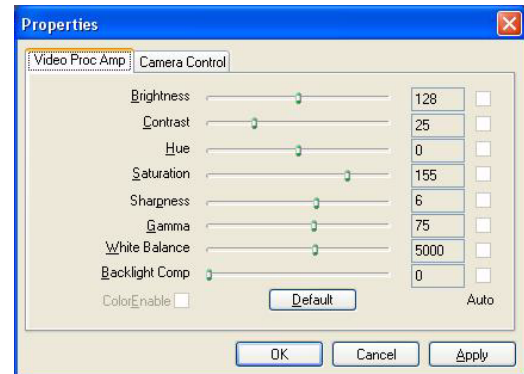 Properties
Video Proc Amp Camera Control
Brightness 128
Contrast 25
Hue 0
Saturation 155
Sharpness 6
Gamma 75
White Balance 5000
Backlight Comp 0
ColorEnable Default Auto
OK Cancel Apply